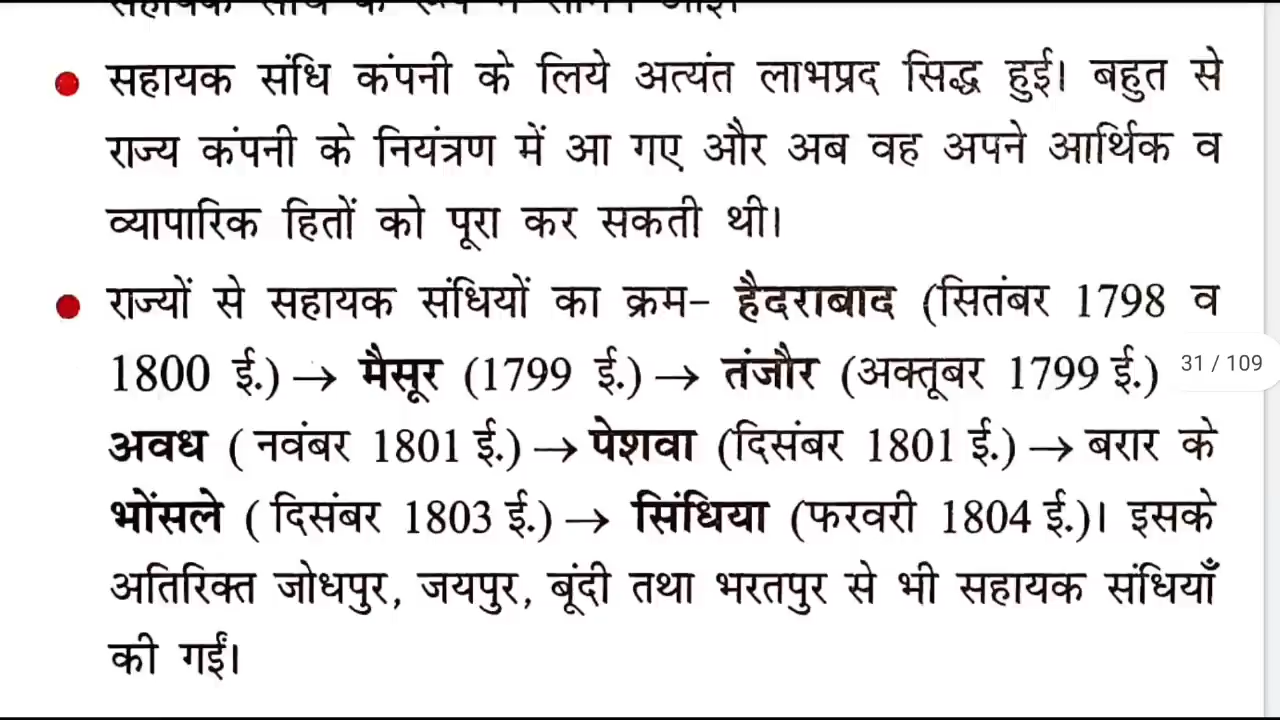 सहायक संधि कंपनी के लिये अत्यंत लाभप्रद सिद्ध हुई। बहुत से
राज्य कंपनी के नियंत्रण में आ गए और अब वह अपने आर्थिक व
व्यापारिक हितों को पूरा कर सकती थी।
राज्यों से सहायक संधियों का क्रम- हैदराबाद (सितंबर 1798 व
1800 ई.) → मैसूर (1799 ई.) → तंजौर (अक्तूबर 1799 ई.)
31 / 109
अवध ( नवंबर 1801 ई.) → पेशवा (दिसंबर 1801 ई.) → बरार के
भोंसले ( दिसंबर 1803 ई.) → सिंधिया (फरवरी 1804 ई.)। इसके
अतिरिक्त जोधपुर, जयपुर, बूंदी तथा भरतपुर से भी सहायक संधियाँ
की गईं।